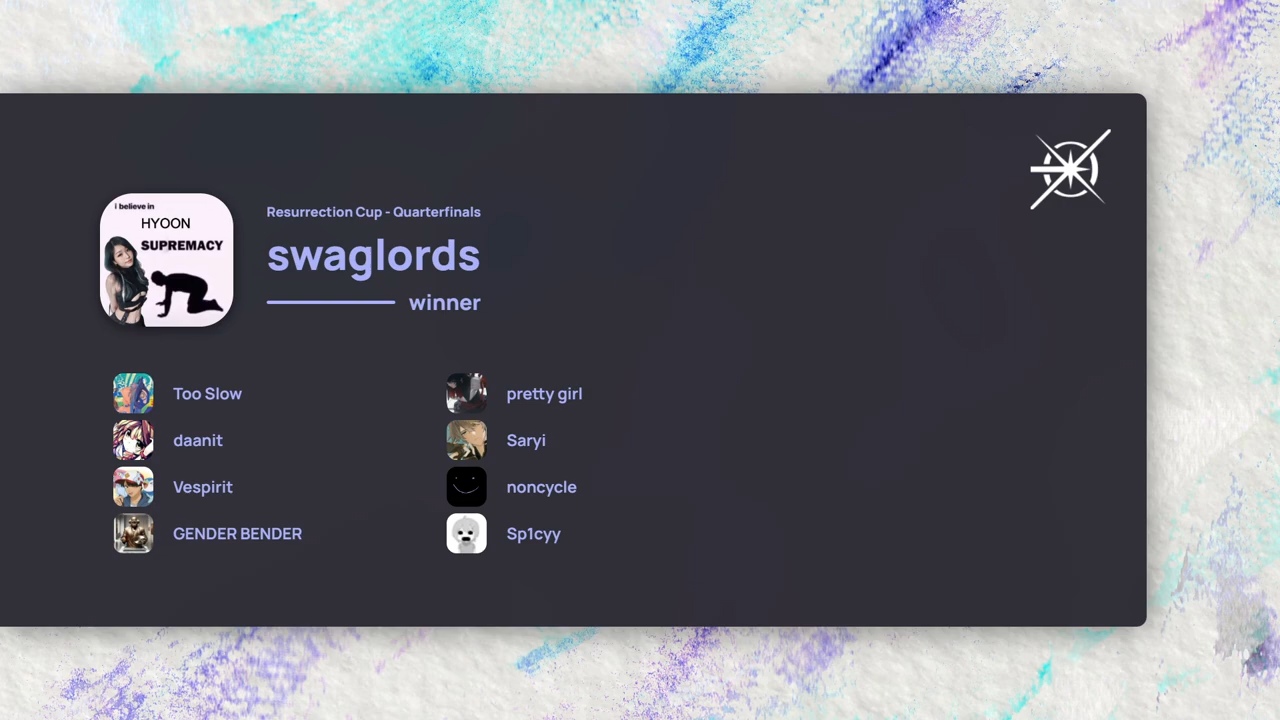 i believe in
HYOON
SUPREMACY
Resurrection Cup - Quarterfinals
swaglords
winner
Too Slow
daanit
Vespirit
GENDER BENDER
pretty girl
Saryi
noncycle
Sp1cyy